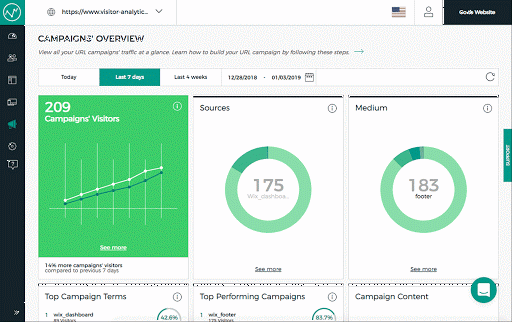 https://www.visitor-analytic...
Gods Website
CAMPAIGNS' OVERVIEW
View all your URL campaigns' traffic at a glance. Learn how to build your URL campaign by following these steps.
Today
Last 7 days
Last 4 weeks
12/28/2018 - 01/03/2019
209
Campaigns' Visitors
See more
14% more campaigns' visitors
compared to previous 7 days
Sources
175
Wix_dashboa...
See more
Medium
183
footer
See more
SUPPORT
Top Campaign Terms
1 wix_dashboard
89 Visitors
42.6%
Top Performing Campaigns
1 wix_footer
175 Visitors
83.7%
Campaign Content